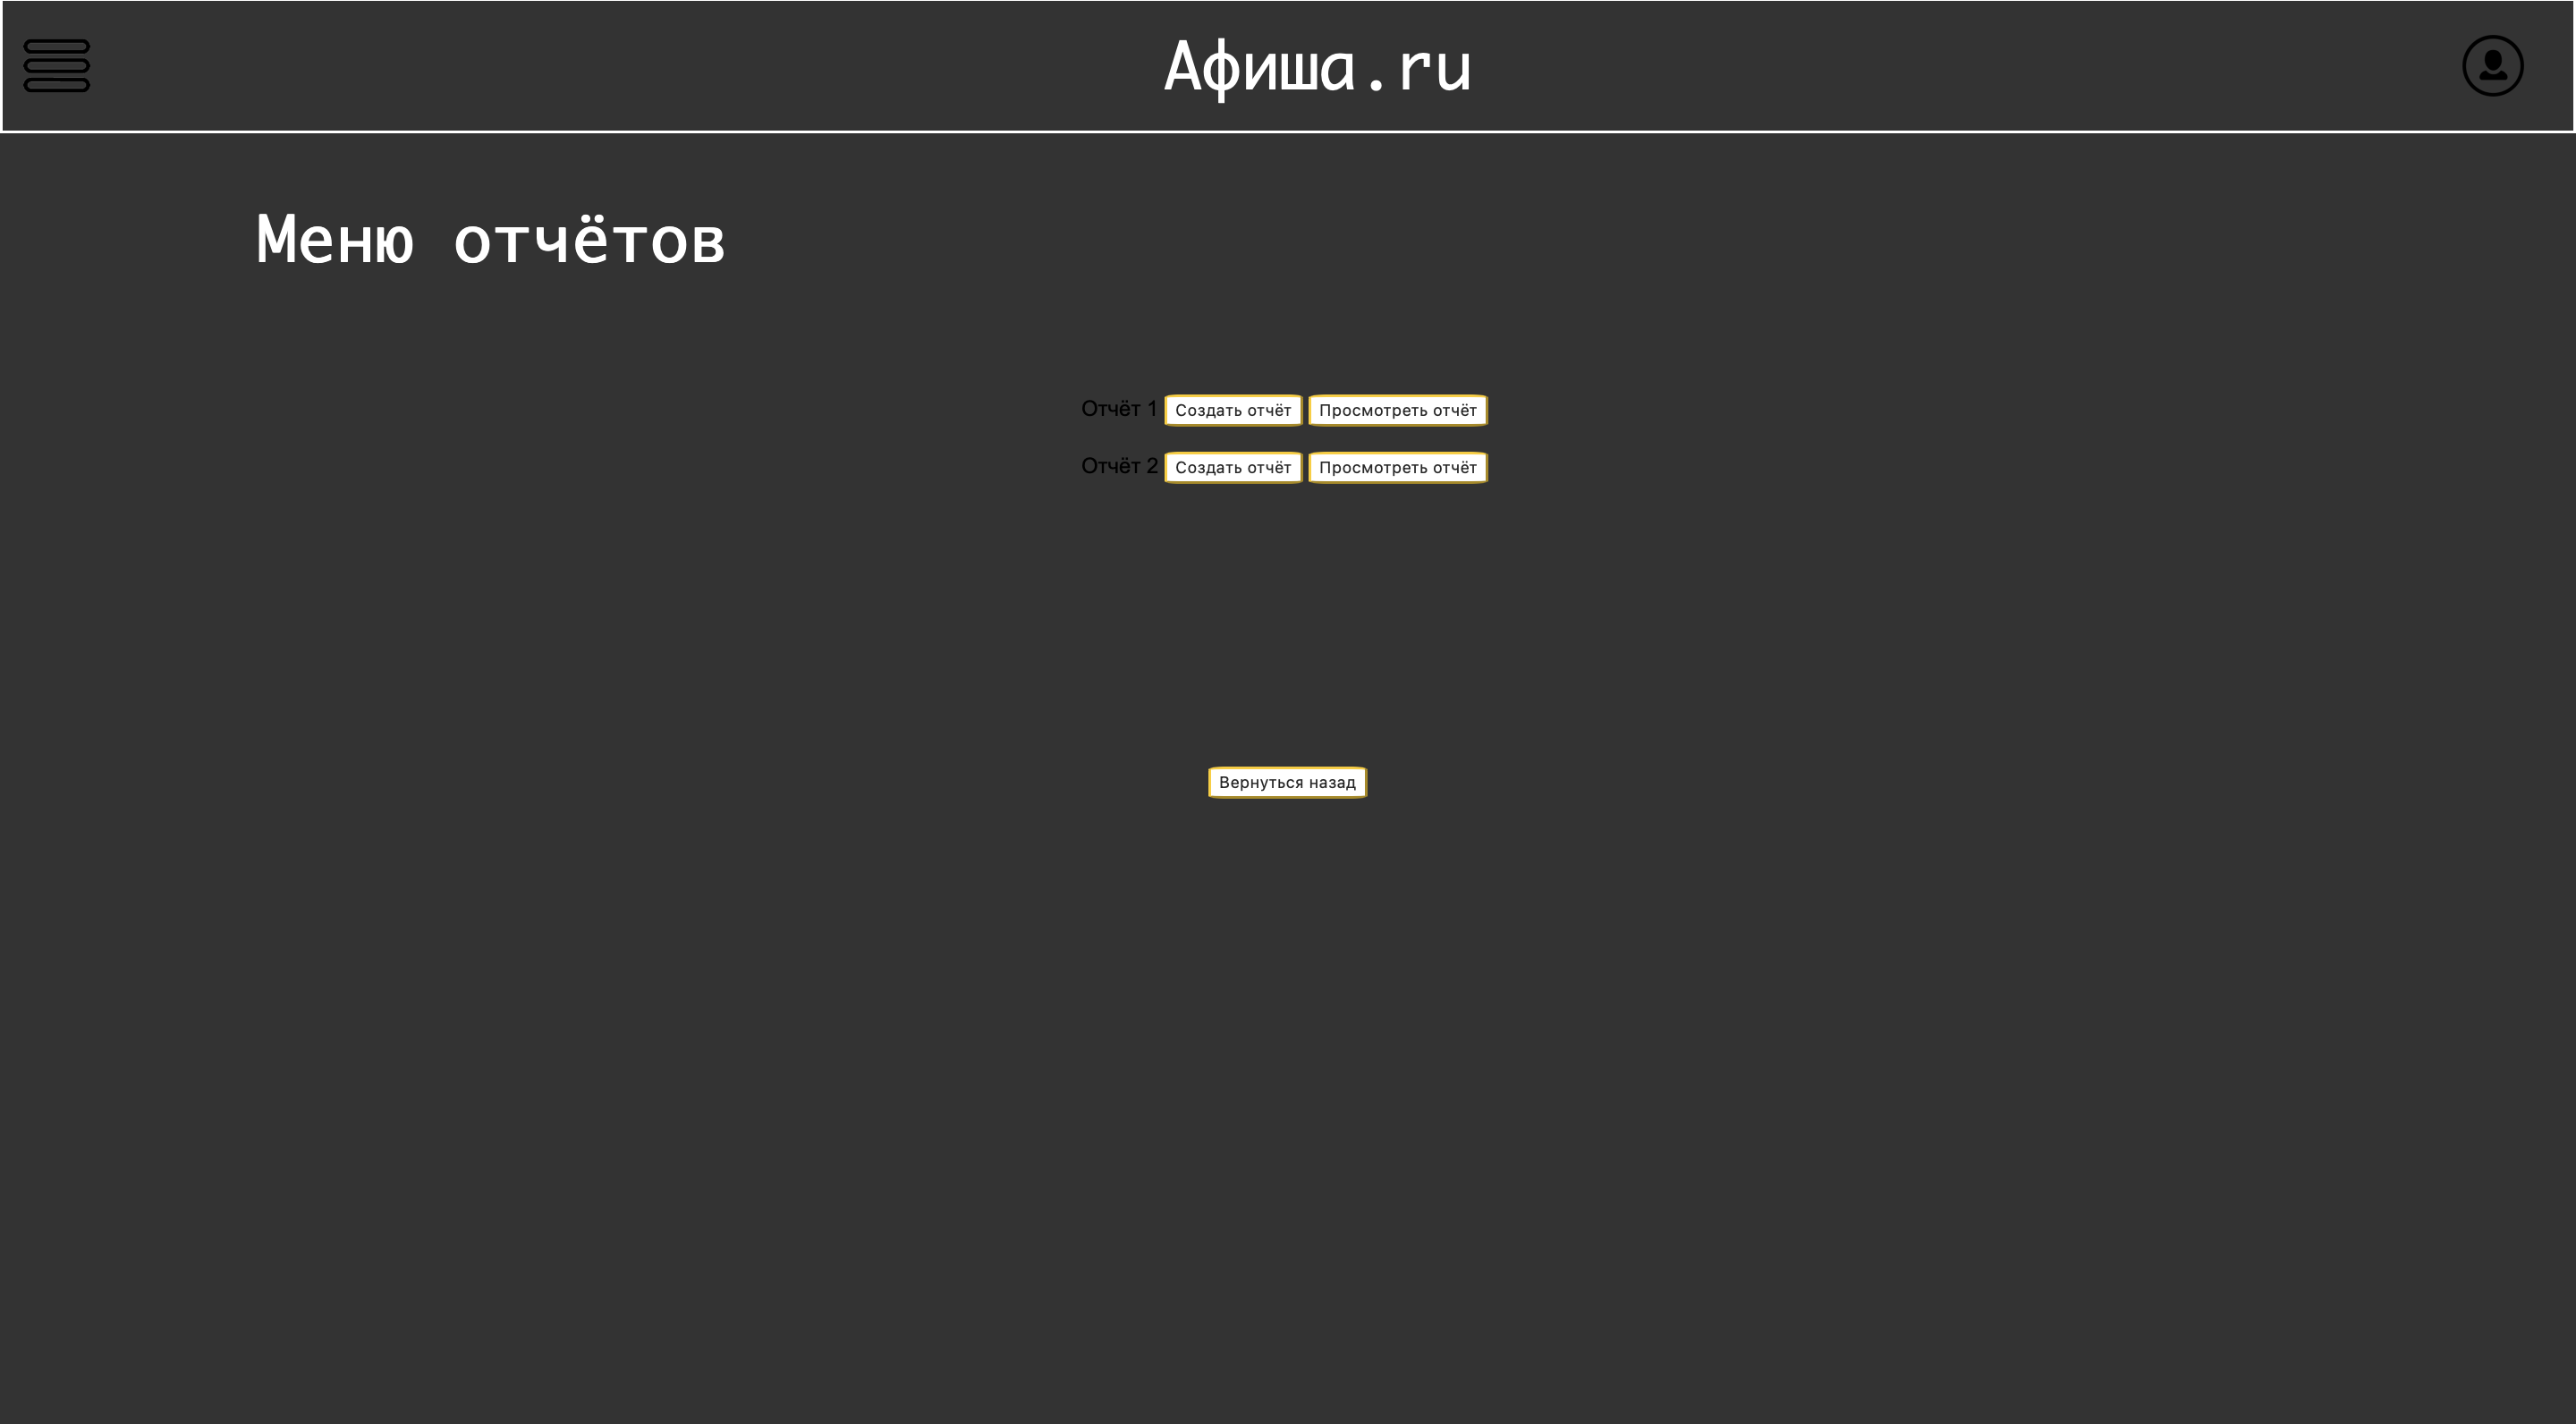 Афиша.ru
Меню отчётов
Отчёт 1 Создать отчёт Просмотреть отчёт
Отчёт 2 Создать отчёт Просмотреть отчёт
Вернуться назад